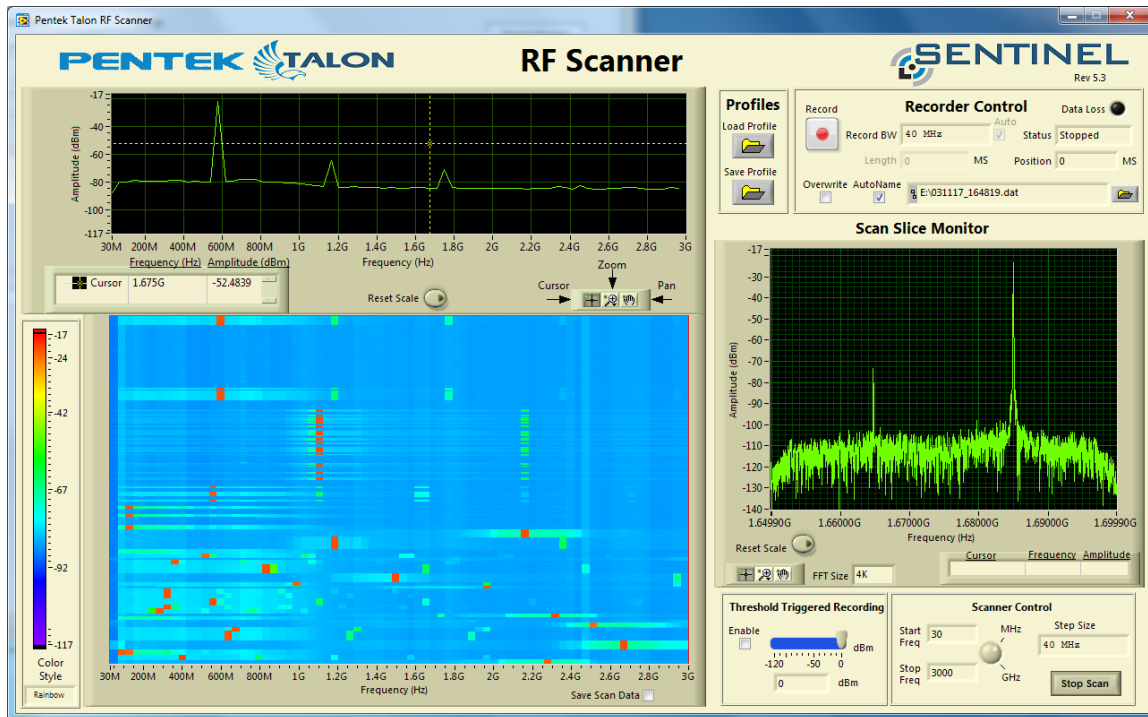 Pentek Talon RF Scanner
PENTEK TALON
RF Scanner
SENTINEL
Rev 5.3
-17
-40
-60
-80
-100
-117
Amplitude (dBm)
30M 200M 400M 600M 800M 1G 1.2G 1.4G 1.6G 1.8G 2G 2.2G 2.4G 2.6G 2.8G 3G
Frequency (Hz)
Frequency (Hz) Amplitude (dBm)
Cursor 1.675G -52.4839
Reset Scale
Zoom
Cursor
Pan
Profiles
Load Profile
Save Profile
Record
Recorder Control
Data Loss
Record BW 40 MHz
Auto
Status Stopped
Length 0 MS
Position 0 MS
Overwrite AutoName
E:\031117_164819.dat
-17
-24
-42
-67
-92
-117
Color
Style
Rainbow
30M 200M 400M 600M 800M 1G 1.2G 1.4G 1.6G 1.8G 2G 2.2G 2.4G 2.6G 2.8G 3G
Frequency (Hz)
Save Scan Data
Scan Slice Monitor
-17
-30
-40
-50
-60
-70
-80
-90
-100
-110
-120
-130
-140
Amplitude (dBm)
1.64990G 1.66000G 1.67000G 1.68000G 1.69000G 1.69990G
Frequency (Hz)
Reset Scale
Cursor Frequency Amplitude
FFT Size 4K
Threshold Triggered Recording
Enable
-120 -50 0
dBm
0 dBm
Scanner Control
Start
Freq
30
Stop
Freq
3000
MHz
GHz
Step Size
40 MHz
Stop Scan